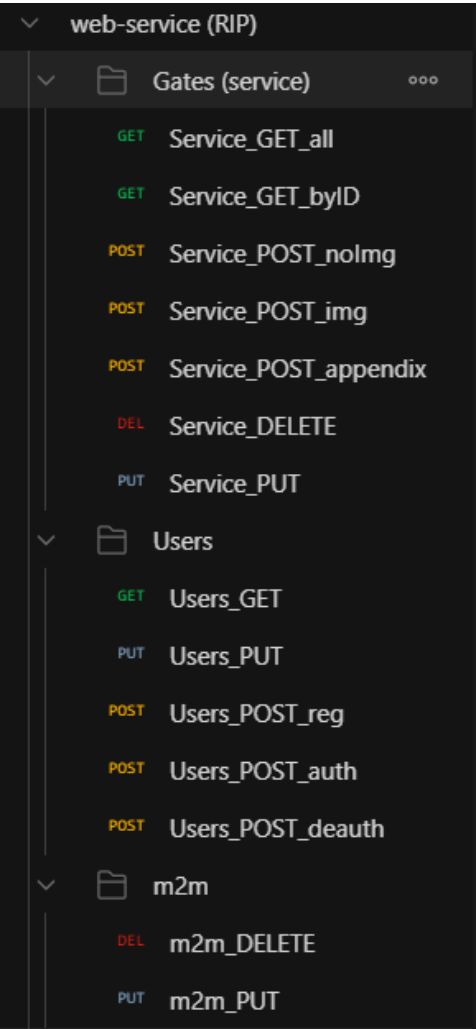 web-service (RIP)
Gates (service)
GET Service_GET_all
GET Service_GET_byID
POST Service_POST_noImg
POST Service_POST_img
POST Service_POST_appendix
DEL Service_DELETE
PUT Service_PUT
Users
GET Users_GET
PUT Users_PUT
POST Users_POST_reg
POST Users_POST_auth
POST Users_POST_deauth
m2m
DEL m2m_DELETE
PUT m2m_PUT